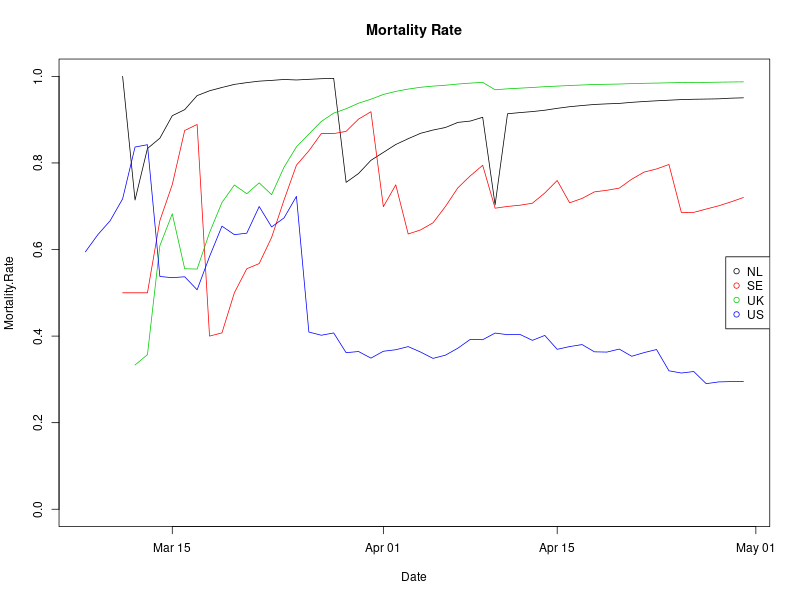 Mortality Rate
Mortality.Rate
1.0
0.8
0.6
0.4
0.2
0.0
NL
SE
UK
US
Mar 15
Apr 01
Apr 15
May 01
Date